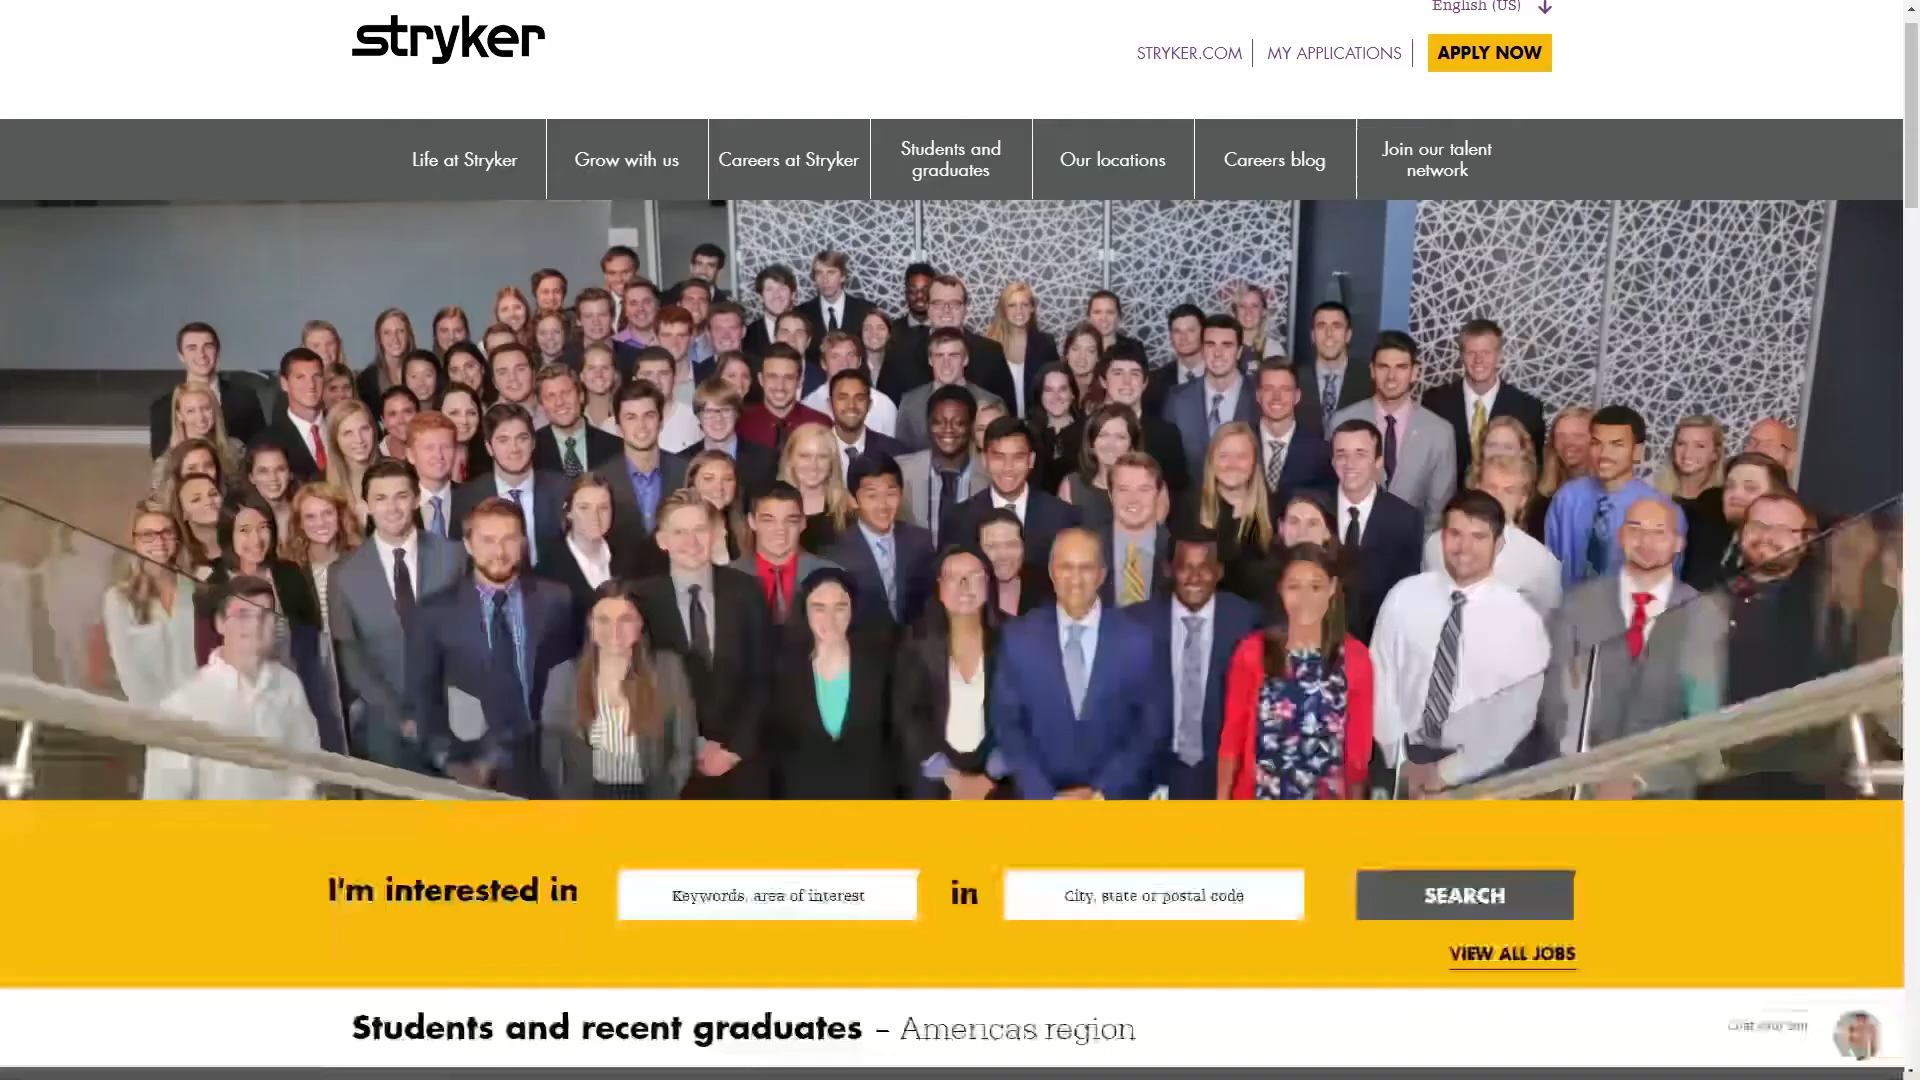 English (US)
stryker
STRYKER.COM
MY APPLICATIONS
APPLY NOW
Life at Stryker
Grow with us
Careers at Stryker
Students and
graduates
Our locations
Careers blog
Join our talent
network
I'm interested in
Keywords, area of interest
in
City, state or postal code
SEARCH
VIEW ALL JOBS
Students and recent graduates – Americas region